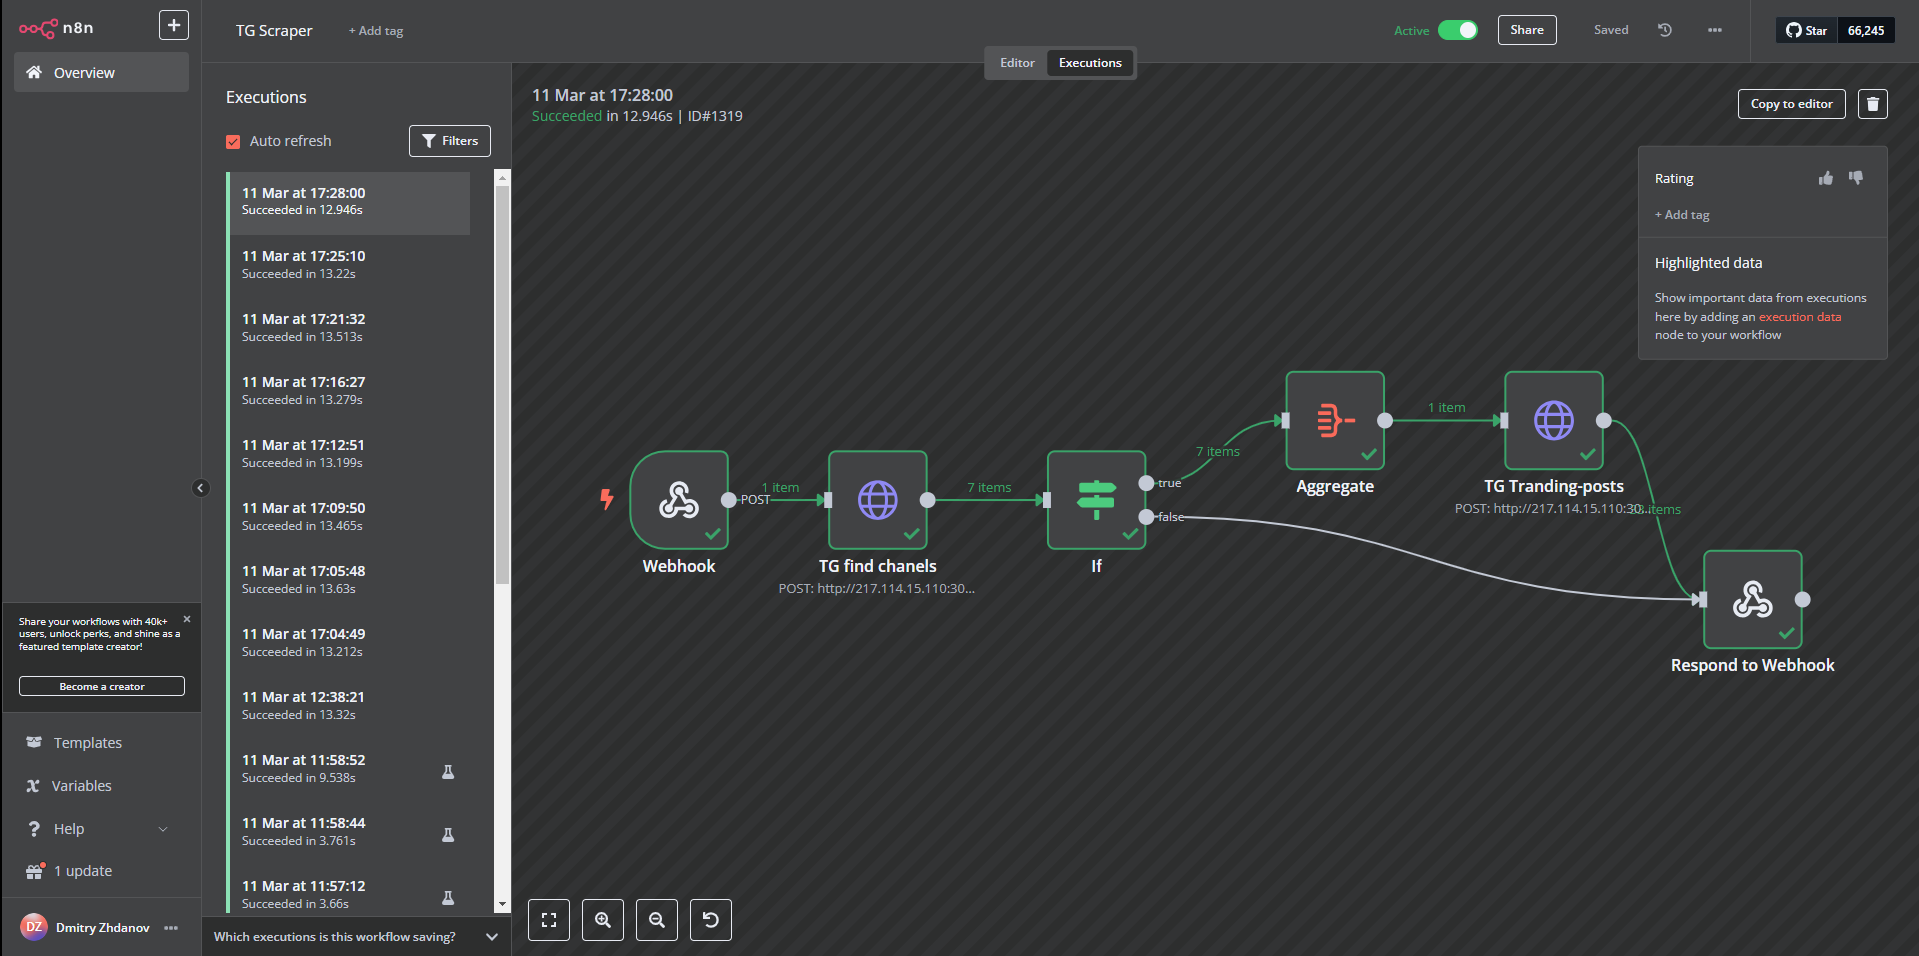 n8n
Overview
TG Scraper
+ Add tag
Active
Share
Saved
Star
66,245
Editor
Executions
Executions
Auto refresh
Filters
11 Mar at 17:28:00
Succeeded in 12.946s
11 Mar at 17:25:10
Succeeded in 13.22s
11 Mar at 17:21:32
Succeeded in 13.513s
11 Mar at 17:16:27
Succeeded in 13.279s
11 Mar at 17:12:51
Succeeded in 13.199s
11 Mar at 17:09:50
Succeeded in 13.465s
11 Mar at 17:05:48
Succeeded in 13.63s
11 Mar at 17:04:49
Succeeded in 13.212s
11 Mar at 12:38:21
Succeeded in 13.32s
11 Mar at 11:58:52
Succeeded in 9.538s
11 Mar at 11:58:44
Succeeded in 3.761s
11 Mar at 11:57:12
Succeeded in 3.66s
Which executions is this workflow saving?
11 Mar at 17:28:00
Succeeded in 12.946s | ID#1319
Copy to editor
Rating
+ Add tag
Highlighted data
Show important data from executions
here by adding an execution data
node to your workflow
POST
1 item
Webhook
TG find chanels
POST: http://217.114.15.110:30...
7 items
If
true
false
7 items
Aggregate
1 item
TG Tranding-posts
POST: http://217.114.15.110:30...
items
Respond to Webhook
Share your workflows with 40k+
users, unlock perks, and shine as a
featured template creator!
Become a creator
Templates
Variables
Help
1 update
DZ
Dmitry Zhdanov